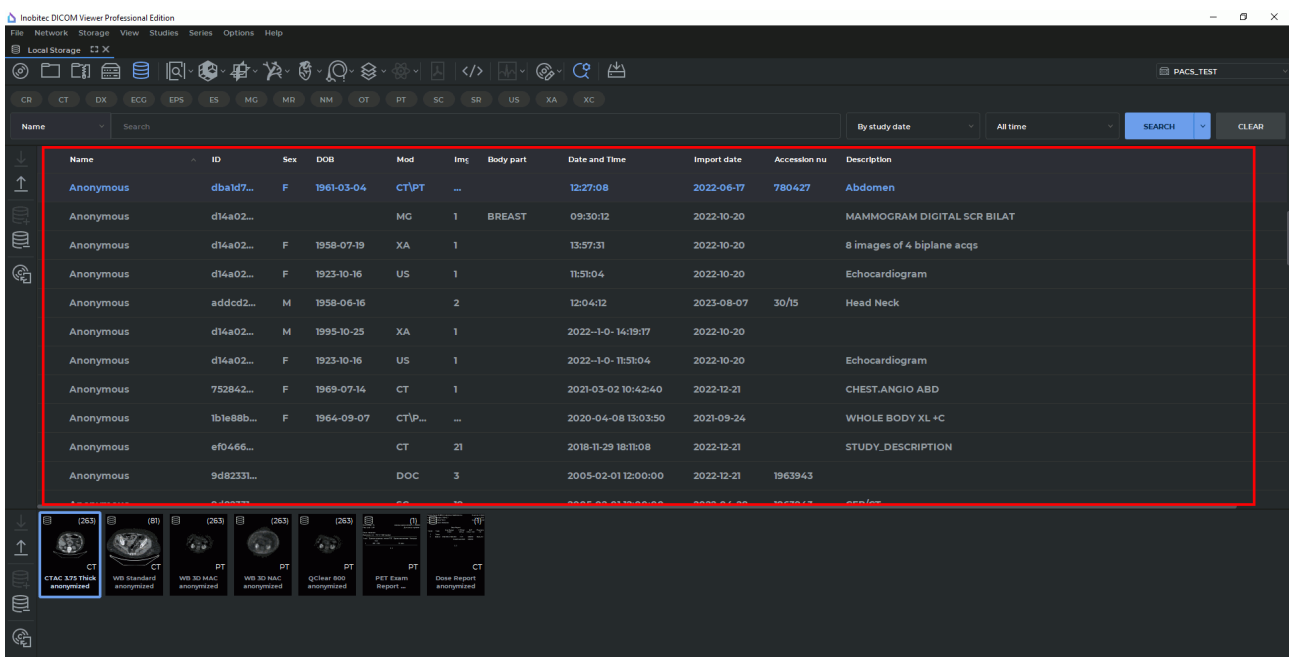 Inobitec DICOM Viewer Professional Edition
File Network Storage View Studies Series Options Help
Local Storage
PACS_TEST
CR CT DX ECG EPS ES MG MR NM OT PT SC SR US XA XC
Name Search By study date All time SEARCH CLEAR
Name ID Sex DOB Mod Img Body part Date and Time Import date Accession nu Description
Anonymous dba1d7... F 1961-03-04 CT\PT ... 12:27:08 2022-06-17 780427 Abdomen
Anonymous d14a02... MG 1 BREAST 09:30:12 2022-10-20 MAMMOGRAM DIGITAL SCR BILAT
Anonymous d14a02... F 1958-07-19 XA 1 13:57:31 2022-10-20 8 images of 4 biplane acqs
Anonymous d14a02... F 1923-10-16 US 1 11:51:04 2022-10-20 Echocardiogram
Anonymous addcd2... M 1958-06-16 2 12:04:12 2023-08-07 30/15 Head Neck
Anonymous d14a02... M 1995-10-25 XA 1 2022--1-0- 14:19:17 2022-10-20
Anonymous d14a02... F 1923-10-16 US 1 2022--1-0- 11:51:04 2022-10-20 Echocardiogram
Anonymous 752842... F 1969-07-14 CT 1 2021-03-02 10:42:40 2022-12-21 CHEST.ANGIO ABD
Anonymous 1b1e88b... F 1964-09-07 CT\P... ... 2020-04-08 13:03:50 2021-09-24 WHOLE BODY XL +C
Anonymous ef0466... CT 21 2018-11-29 18:11:08 2022-12-21 STUDY_DESCRIPTION
Anonymous 9d82331... DOC 3 2005-02-01 12:00:00 2022-12-21 1963943
(263) (81) (263) (263) (263) (1) (1)
CT CT PT PT PT PT CT
CTAC 3.75 Thick WB Standard WB 3D MAC WB 3D NAC QClear 800 PET Exam Dose Report
anonymized anonymized anonymized anonymized anonymized Report ... anonymized